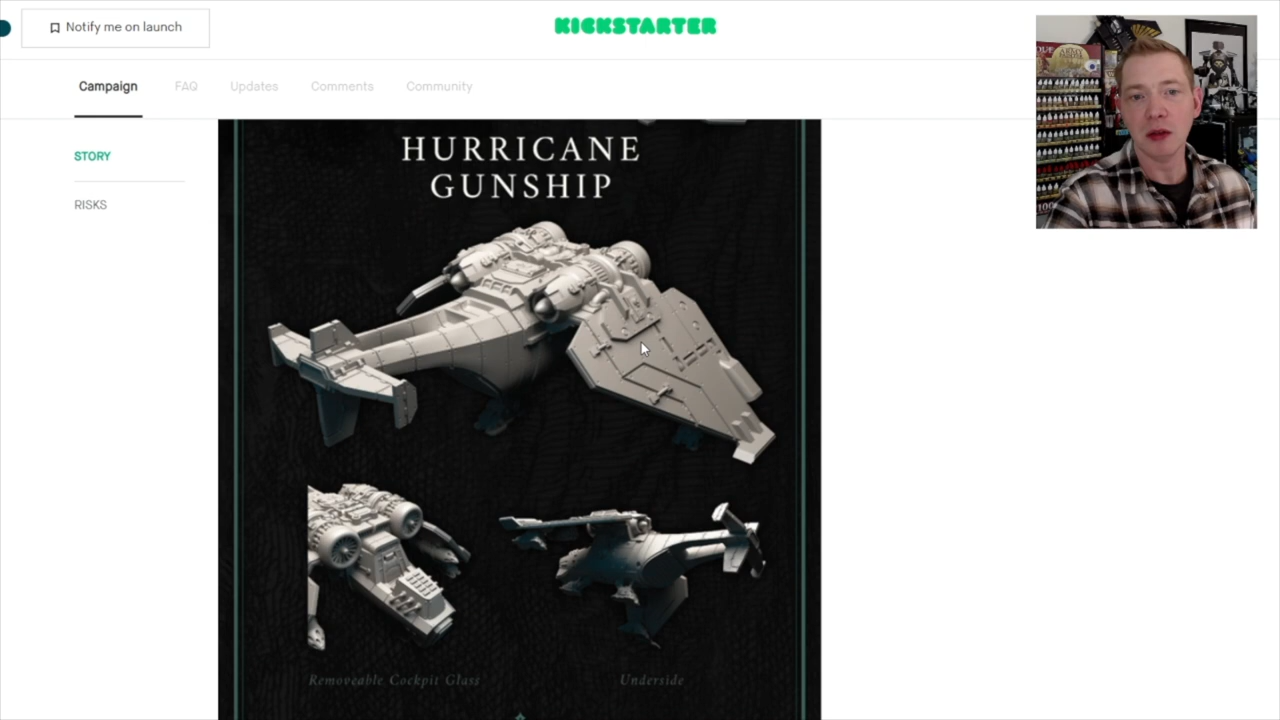 Notify me on launch
KICKSTARTER
Campaign
FAQ
Updates
Comments
Community
STORY
RISKS
HURRICANE
GUNSHIP
Removeable Cockpit Glass
Underside